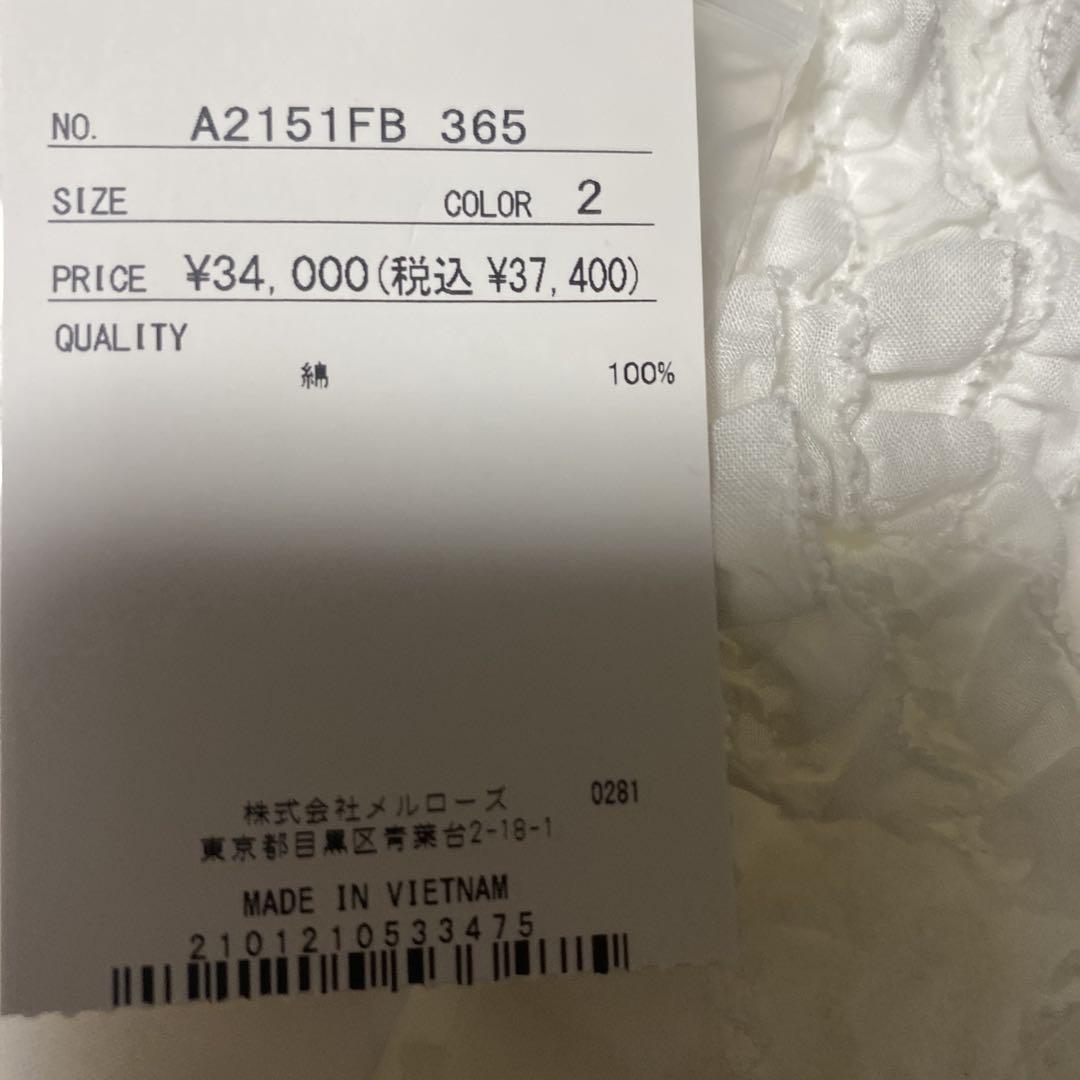 NO. A2151FB 365
SIZE COLOR 2
PRICE ¥34,000(税込 ¥37,400)
QUALITY
綿 100%
株式会社メルローズ 0281
東京都目黒区青葉台2-18-1
MADE IN VIETNAM
2101210533475